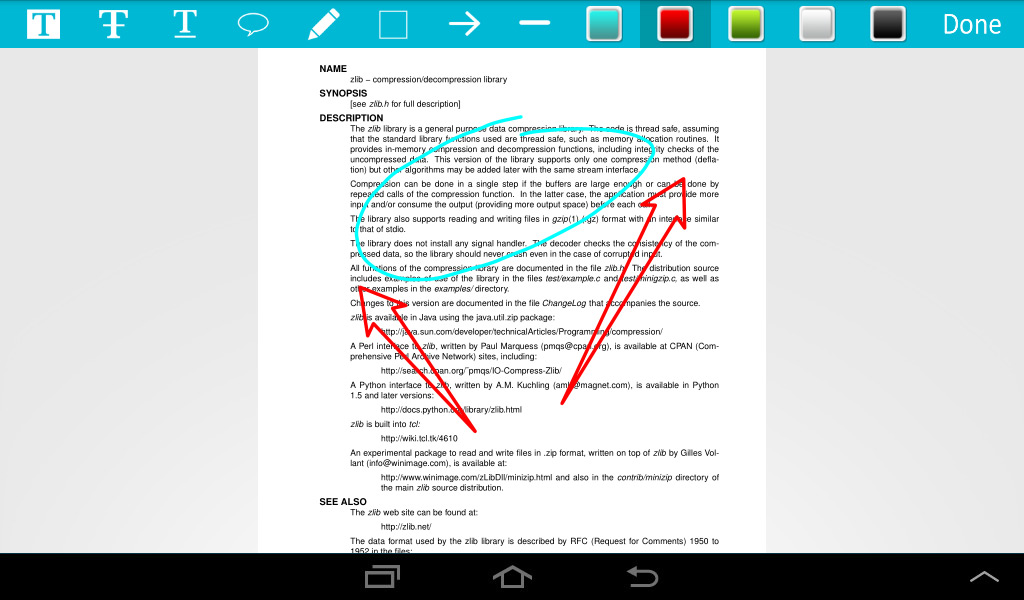 T T T Done
NAME
zlib – compression/decompression library
SYNOPSIS
[see zlib.h for full description]
DESCRIPTION
The zlib library is a general purpose data compression library. The code is thread safe, assuming
that the standard library functions used are thread safe, such as memory allocation routines. It
provides in-memory compression and decompression functions, including integrity checks of the
uncompressed data. This version of the library supports only one compression method (defla-
tion) but other algorithms may be added later with the same stream interface.
Compression can be done in a single step if the buffers are large enough or can be done by
repeated calls of the compression function. In the latter case, the application must provide more
input and/or consume the output (providing more output space) before each
The library also supports reading and writing files in gzip(1) (.gz) format with an interface similar
to that of stdio.
The library does not install any signal handler. The decoder checks the consistency of the com-
pressed data, so the library should never crash even in the case of corrupted input.
All functions of the compression library are documented in the file zlib.h. The distribution source
includes examples of use of the library in the files test/example.c and test/minigzip.c, as well as
other examples in the examples/ directory.
Changes to this version are documented in the file ChangeLog that accompanies the source.
zlib is available in Java using the java.util.zip package:
http://java.sun.com/developer/technicalArticles/Programming/compression/
A Perl interface to zlib, written by Paul Marquess (pmqs@cpan.org), is available at CPAN (Com-
prehensive Perl Archive Network) sites, including:
http://search.cpan.org/~pmqs/IO-Compress-Zlib/
A Python interface to zlib, written by A.M. Kuchling (amk@magnet.com), is available in Python
1.5 and later versions:
http://docs.python.org/library/zlib.html
zlib is built into tcl:
http://wiki.tcl.tk/4610
An experimental package to read and write files in .zip format, written on top of zlib by Gilles Vol-
lant (info@winimage.com), is available at:
http://www.winimage.com/zLibDll/minizip.html and also in the contrib/minizip directory of
the main zlib source distribution.
SEE ALSO
The zlib web site can be found at:
http://zlib.net/
The data format used by the zlib library is described by RFC (Request for Comments) 1950 to
1952 in the files: